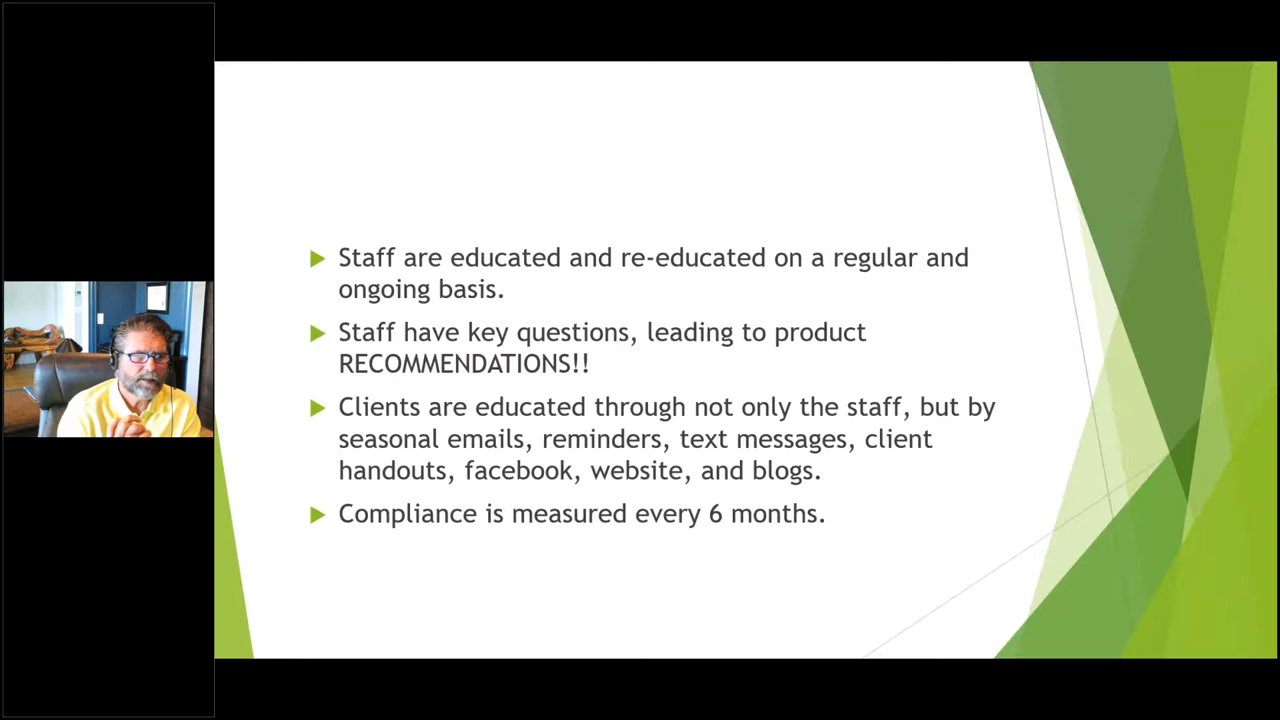 Staff are educated and re-educated on a regular and
ongoing basis.
Staff have key questions, leading to product
RECOMMENDATIONS!!
Clients are educated through not only the staff, but by
seasonal emails, reminders, text messages, client
handouts, facebook, website, and blogs.
Compliance is measured every 6 months.